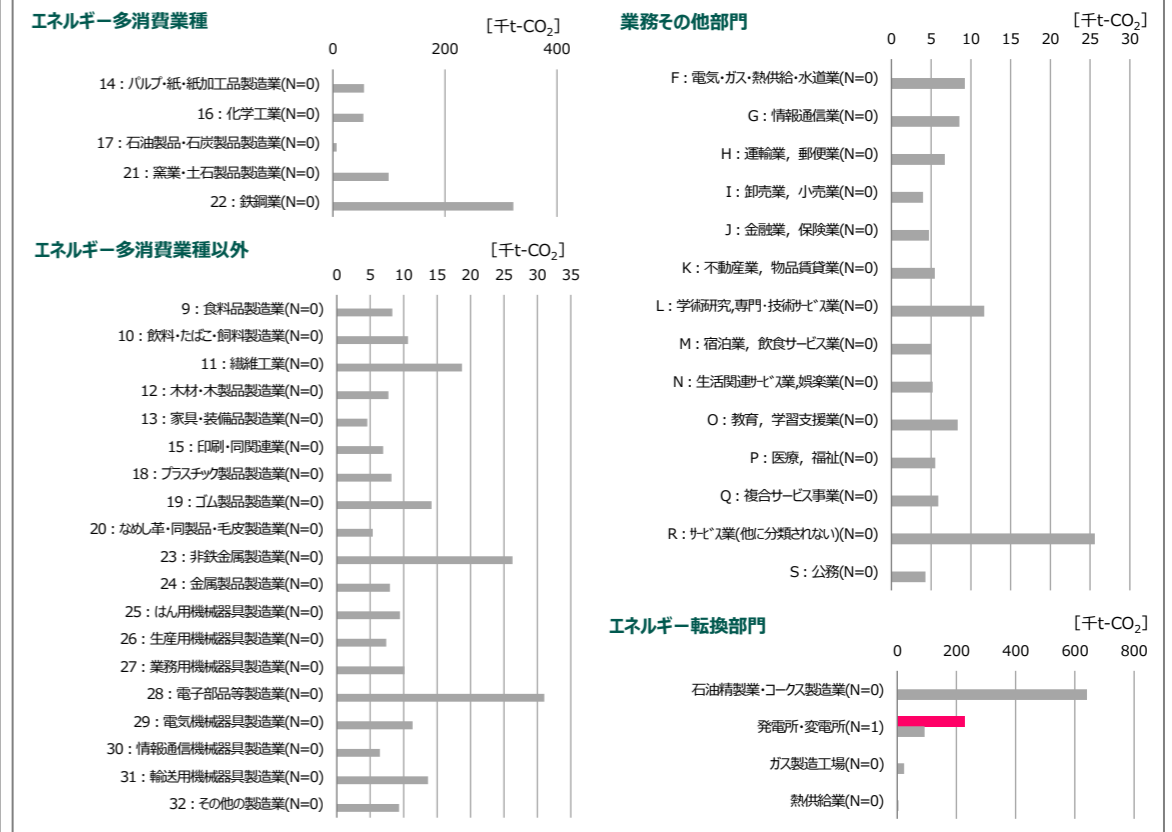 エネルギー多消費業種
[千t-CO2]
0 200 400
14：パルプ・紙・紙加工品製造業(N=0)
16：化学工業(N=0)
17：石油製品・石炭製品製造業(N=0)
21：窯業・土石製品製造業(N=0)
22：鉄鋼業(N=0)
エネルギー多消費業種以外
[千t-CO2]
0 5 10 15 20 25 30 35
9：食料品製造業(N=0)
10：飲料・たばこ・飼料製造業(N=0)
11：繊維工業(N=0)
12：木材・木製品製造業(N=0)
13：家具・装備品製造業(N=0)
15：印刷・同関連業(N=0)
18：プラスチック製品製造業(N=0)
19：ゴム製品製造業(N=0)
20：なめし革・同製品・毛皮製造業(N=0)
23：非鉄金属製造業(N=0)
24：金属製品製造業(N=0)
25：はん用機械器具製造業(N=0)
26：生産用機械器具製造業(N=0)
27：業務用機械器具製造業(N=0)
28：電子部品等製造業(N=0)
29：電気機械器具製造業(N=0)
30：情報通信機械器具製造業(N=0)
31：輸送用機械器具製造業(N=0)
32：その他の製造業(N=0)
業務その他部門
[千t-CO2]
0 5 10 15 20 25 30
F：電気・ガス・熱供給・水道業(N=0)
G：情報通信業(N=0)
H：運輸業，郵便業(N=0)
I：卸売業，小売業(N=0)
J：金融業，保険業(N=0)
K：不動産業，物品賃貸業(N=0)
L：学術研究,専門・技術ｻｰﾋﾞｽ業(N=0)
M：宿泊業，飲食サービス業(N=0)
N：生活関連ｻｰﾋﾞｽ業,娯楽業(N=0)
O：教育，学習支援業(N=0)
P：医療，福祉(N=0)
Q：複合サービス事業(N=0)
R：ｻｰﾋﾞｽ業(他に分類されない)(N=0)
S：公務(N=0)
エネルギー転換部門
[千t-CO2]
0 200 400 600 800
石油精製業・コークス製造業(N=0)
発電所・変電所(N=1)
ガス製造工場(N=0)
熱供給業(N=0)